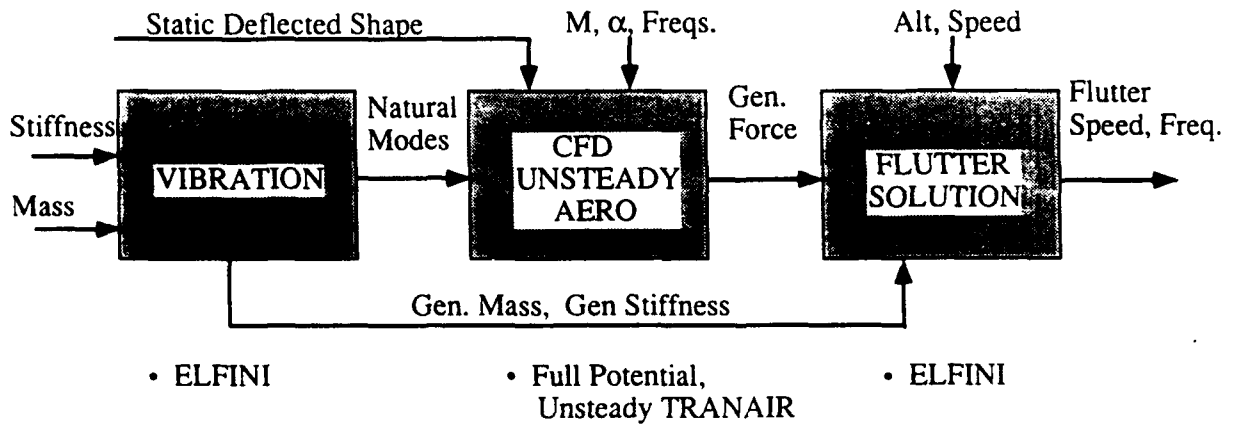 Static Deflected Shape
M, α, Freqs.
Alt, Speed
Stiffness
Mass
VIBRATION
Natural
Modes
CFD
UNSTEADY
AERO
Gen.
Force
FLUTTER
SOLUTION
Flutter
Speed, Freq.
Gen. Mass, Gen Stiffness
• ELFINI
• Full Potential,
Unsteady TRANAIR
• ELFINI